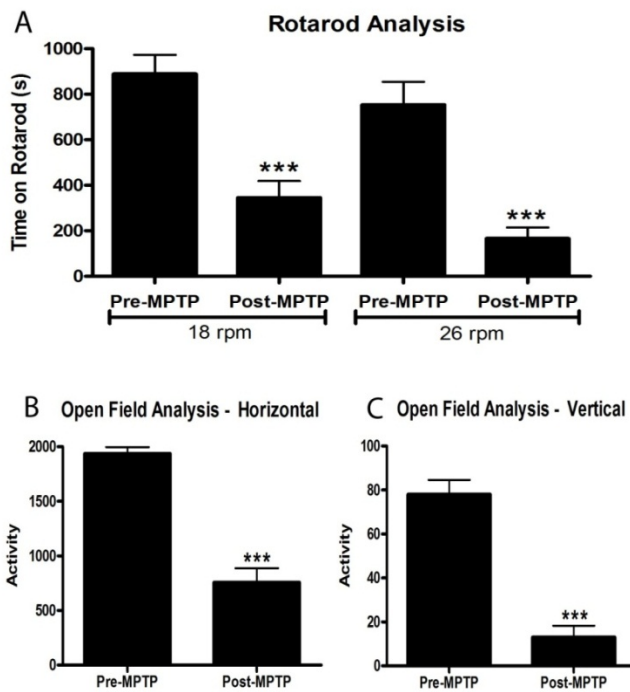 A
Rotarod Analysis
Time on Rotarod (s)
1000
800
600
400
200
0
***
***
Pre-MPTP Post-MPTP Pre-MPTP Post-MPTP
18 rpm 26 rpm
B Open Field Analysis - Horizontal
Activity
2000
1500
1000
500
0
***
Pre-MPTP Post-MPTP
C Open Field Analysis - Vertical
Activity
100
80
60
40
20
0
***
Pre-MPTP Post-MPTP